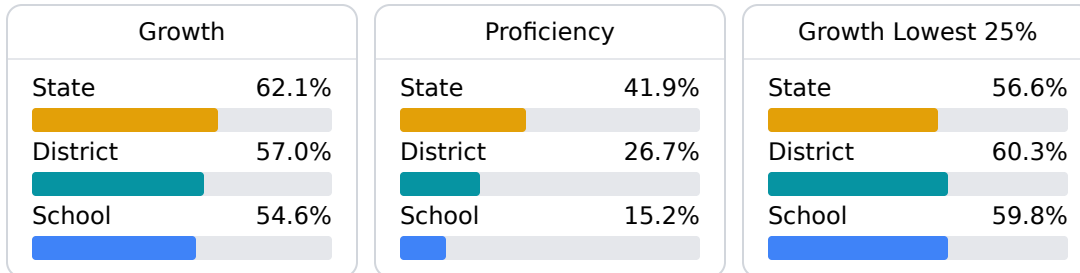 Growth
State 62.1%
District 57.0%
School 54.6%
Proficiency
State 41.9%
District 26.7%
School 15.2%
Growth Lowest 25%
State 56.6%
District 60.3%
School 59.8%